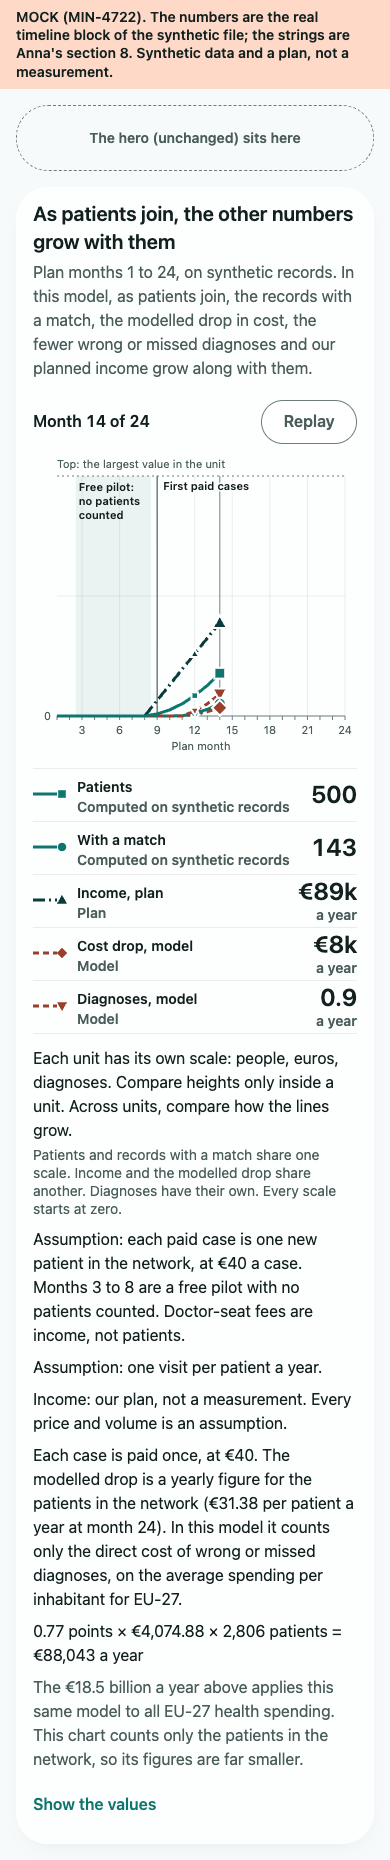 MOCK (MIN-4722). The numbers are the real
timeline block of the synthetic file; the strings are
Anna's section 8. Synthetic data and a plan, not a
measurement.
The hero (unchanged) sits here
As patients join, the other numbers
grow with them
Plan months 1 to 24, on synthetic records. In
this model, as patients join, the records with
a match, the modelled drop in cost, the
fewer wrong or missed diagnoses and our
planned income grow along with them.
Month 14 of 24
Replay
Top: the largest value in the unit
Free pilot:
no patients
counted
First paid cases
0
3 6 9 12 15 18 21 24
Plan month
Patients
Computed on synthetic records
500
With a match
Computed on synthetic records
143
Income, plan
Plan
€89k
a year
Cost drop, model
Model
€8k
a year
Diagnoses, model
Model
0.9
a year
Each unit has its own scale: people, euros,
diagnoses. Compare heights only inside a
unit. Across units, compare how the lines
grow.
Patients and records with a match share one
scale. Income and the modelled drop share
another. Diagnoses have their own. Every scale
starts at zero.
Assumption: each paid case is one new
patient in the network, at €40 a case.
Months 3 to 8 are a free pilot with no
patients counted. Doctor-seat fees are
income, not patients.
Assumption: one visit per patient a year.
Income: our plan, not a measurement. Every
price and volume is an assumption.
Each case is paid once, at €40. The
modelled drop is a yearly figure for the
patients in the network (€31.38 per patient a
year at month 24). In this model it counts
only the direct cost of wrong or missed
diagnoses, on the average spending per
inhabitant for EU-27.
0.77 points × €4,074.88 × 2,806 patients =
€88,043 a year
The €18.5 billion a year above applies this
same model to all EU-27 health spending.
This chart counts only the patients in the
network, so its figures are far smaller.
Show the values